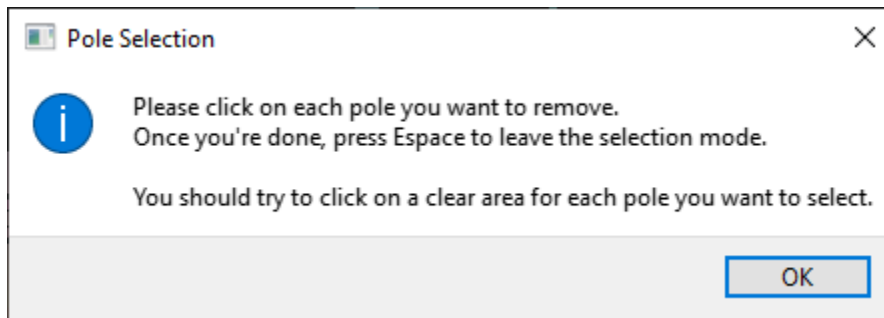 Pole Selection
Please click on each pole you want to remove.
Once you're done, press Espace to leave the selection mode.
You should try to click on a clear area for each pole you want to select.
OK